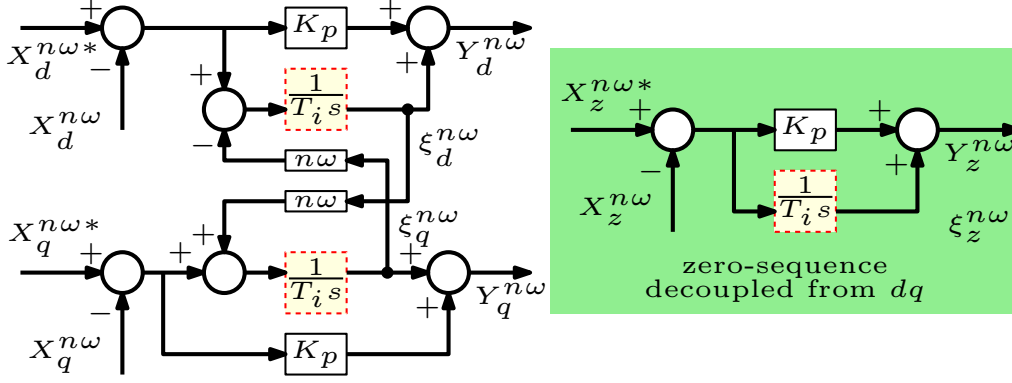 X_d^{nω*} + − K_p + + Y_d^{nω}
X_d^{nω} + − 1/(T_i s) ξ_d^{nω}
nω
nω
X_q^{nω*} + − + + 1/(T_i s) ξ_q^{nω} + + Y_q^{nω}
X_q^{nω} K_p
X_z^{nω*} + − K_p + + Y_z^{nω}
X_z^{nω} 1/(T_i s) ξ_z^{nω}
zero-sequence
decoupled from dq